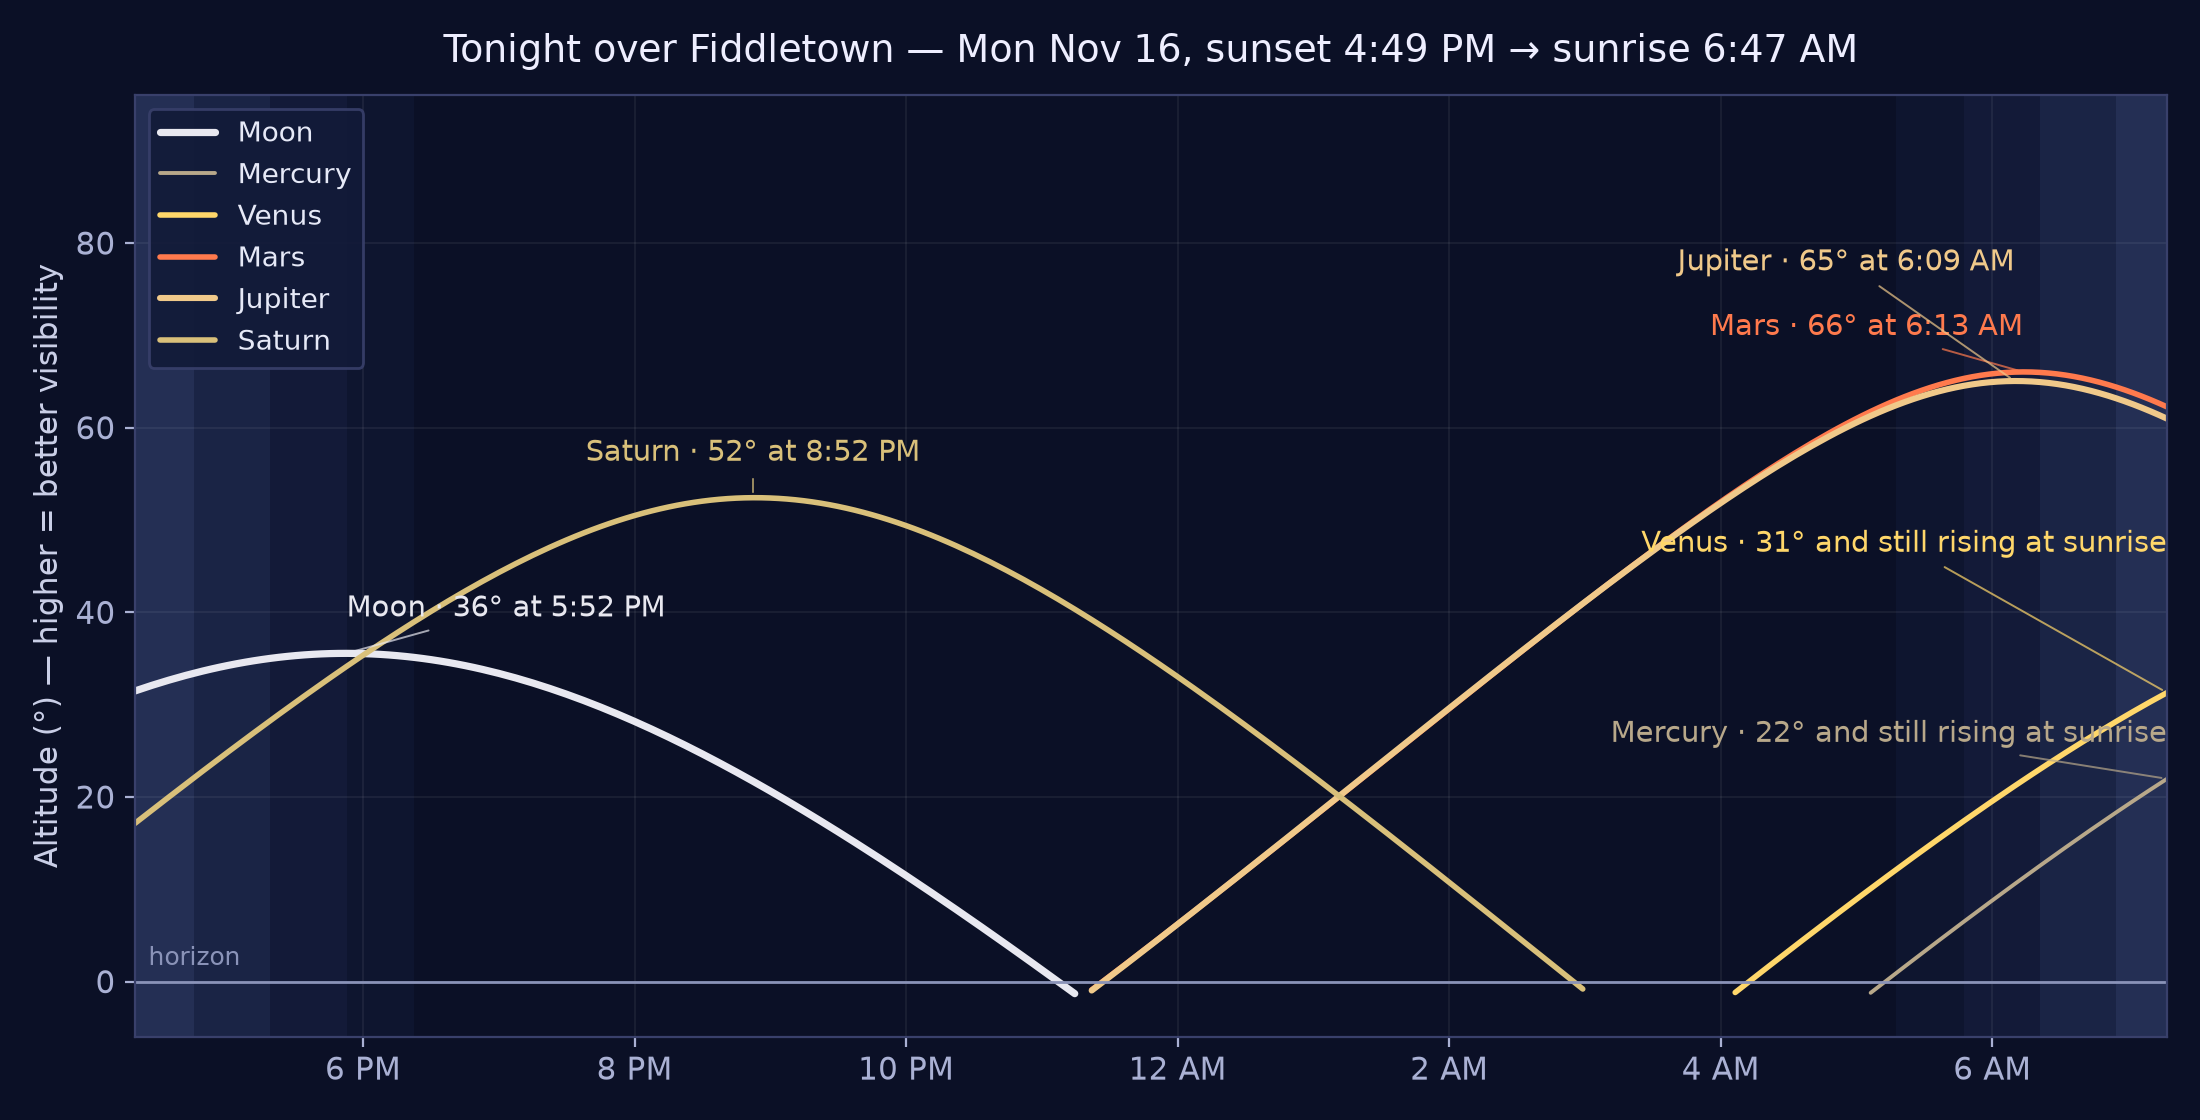 Tonight over Fiddletown — Mon Nov 16, sunset 4:49 PM → sunrise 6:47 AM
Altitude (°) — higher = better visibility
Moon
Mercury
Venus
Mars
Jupiter
Saturn
80
60
40
20
0
Jupiter · 65° at 6:09 AM
Mars · 66° at 6:13 AM
Saturn · 52° at 8:52 PM
Venus · 31° and still rising at sunrise
Moon · 36° at 5:52 PM
Mercury · 22° and still rising at sunrise
horizon
6 PM
8 PM
10 PM
12 AM
2 AM
4 AM
6 AM